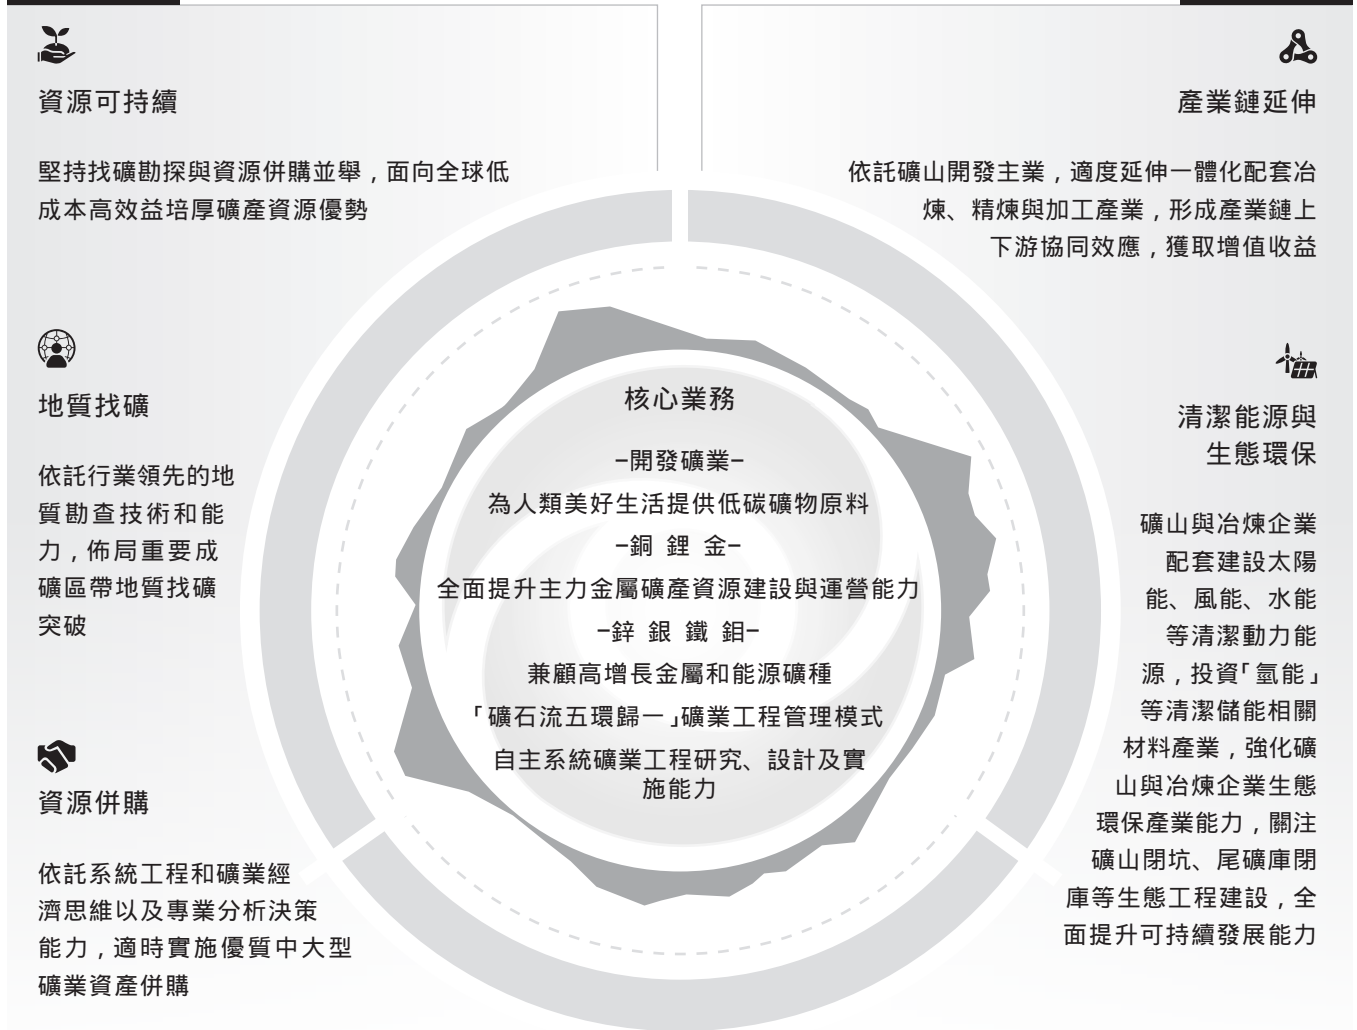 資源可持續
堅持找礦勘探與資源併購並舉，面向全球低
成本高效益培厚礦產資源優勢
地質找礦
依託行業領先的地
質勘查技術和能
力，佈局重要成
礦區帶地質找礦
突破
資源併購
依託系統工程和礦業經
濟思維以及專業分析決策
能力，適時實施優質中大型
礦業資產併購
核心業務
–開發礦業–
為人類美好生活提供低碳礦物原料
–銅 鋰 金–
全面提升主力金屬礦產資源建設與運營能力
–鋅 銀 鐵 鉬–
兼顧高增長金屬和能源礦種
「礦石流五環歸一」礦業工程管理模式
自主系統礦業工程研究、設計及實
施能力
產業鏈延伸
依託礦山開發主業，適度延伸一體化配套冶
煉、精煉與加工產業，形成產業鏈上
下游協同效應，獲取增值收益
清潔能源與
生態環保
礦山與冶煉企業
配套建設太陽
能、風能、水能
等清潔動力能
源，投資「氫能」
等清潔儲能相關
材料產業，強化礦
山與冶煉企業生態
環保產業能力，關注
礦山閉坑、尾礦庫閉
庫等生態工程建設，全
面提升可持續發展能力